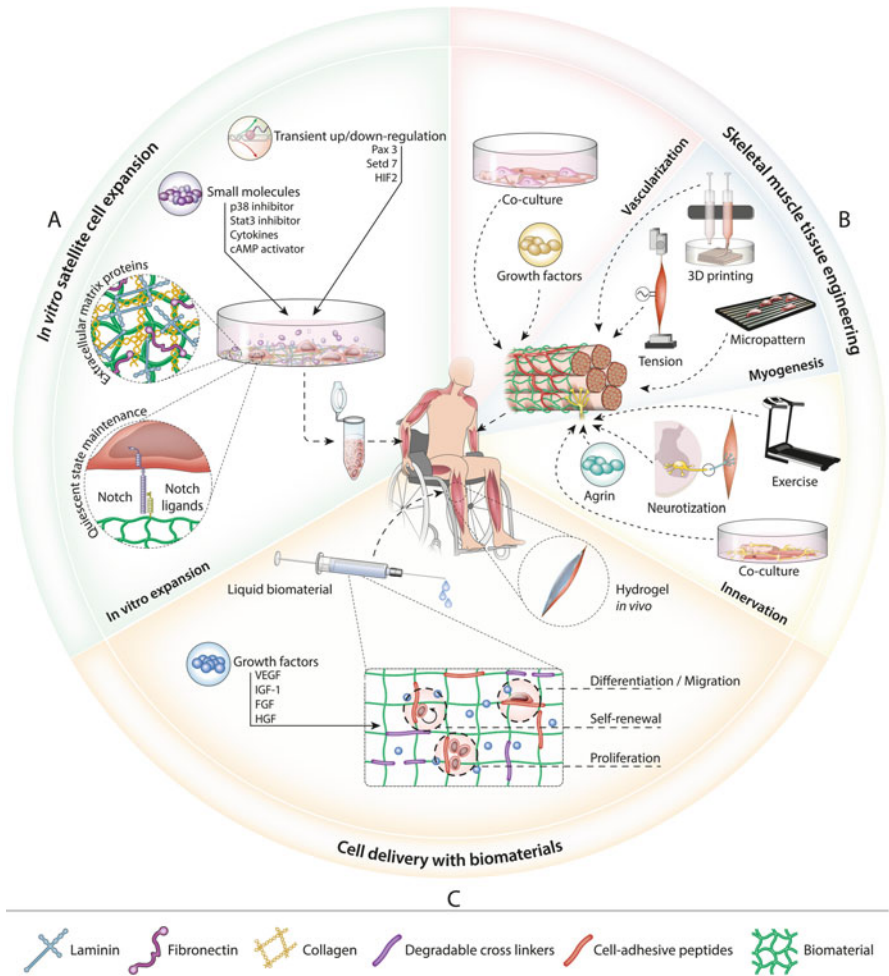 A
In vitro satellite cell expansion
Transient up/down-regulation
Pax 3
Setd 7
HIF2
Small molecules
p38 inhibitor
Stat3 inhibitor
Cytokines
cAMP activator
Extracellular matrix proteins
Quiescent state maintenance
Notch
Notch
ligands
In vitro expansion
B
Skeletal muscle tissue engineering
Vascularization
Co-culture
Growth factors
3D printing
Tension
Micropattern
Myogenesis
Agrin
Neurotization
Exercise
Co-culture
Innervation
Liquid biomaterial
Hydrogel
in vivo
Growth factors
VEGF
IGF-1
FGF
HGF
Differentiation / Migration
Self-renewal
Proliferation
Cell delivery with biomaterials
C
Laminin
Fibronectin
Collagen
Degradable cross linkers
Cell-adhesive peptides
Biomaterial